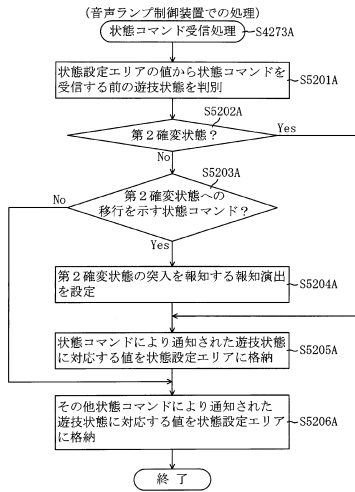 (音声ランプ制御装置での処理)
状態コマンド受信処理
S4273A
状態設定エリアの値から状態コマンドを
受信する前の遊技状態を判別
S5201A
S5202A
第2確変状態?
Yes
No
S5203A
No
第2確変状態への
移行を示す状態コマンド?
Yes
第2確変状態の突入を報知する報知演出
を設定
S5204A
状態コマンドにより通知された遊技状態
に対応する値を状態設定エリアに格納
S5205A
その他状態コマンドにより通知された
遊技状態に対応する値を状態設定エリア
に格納
S5206A
終了